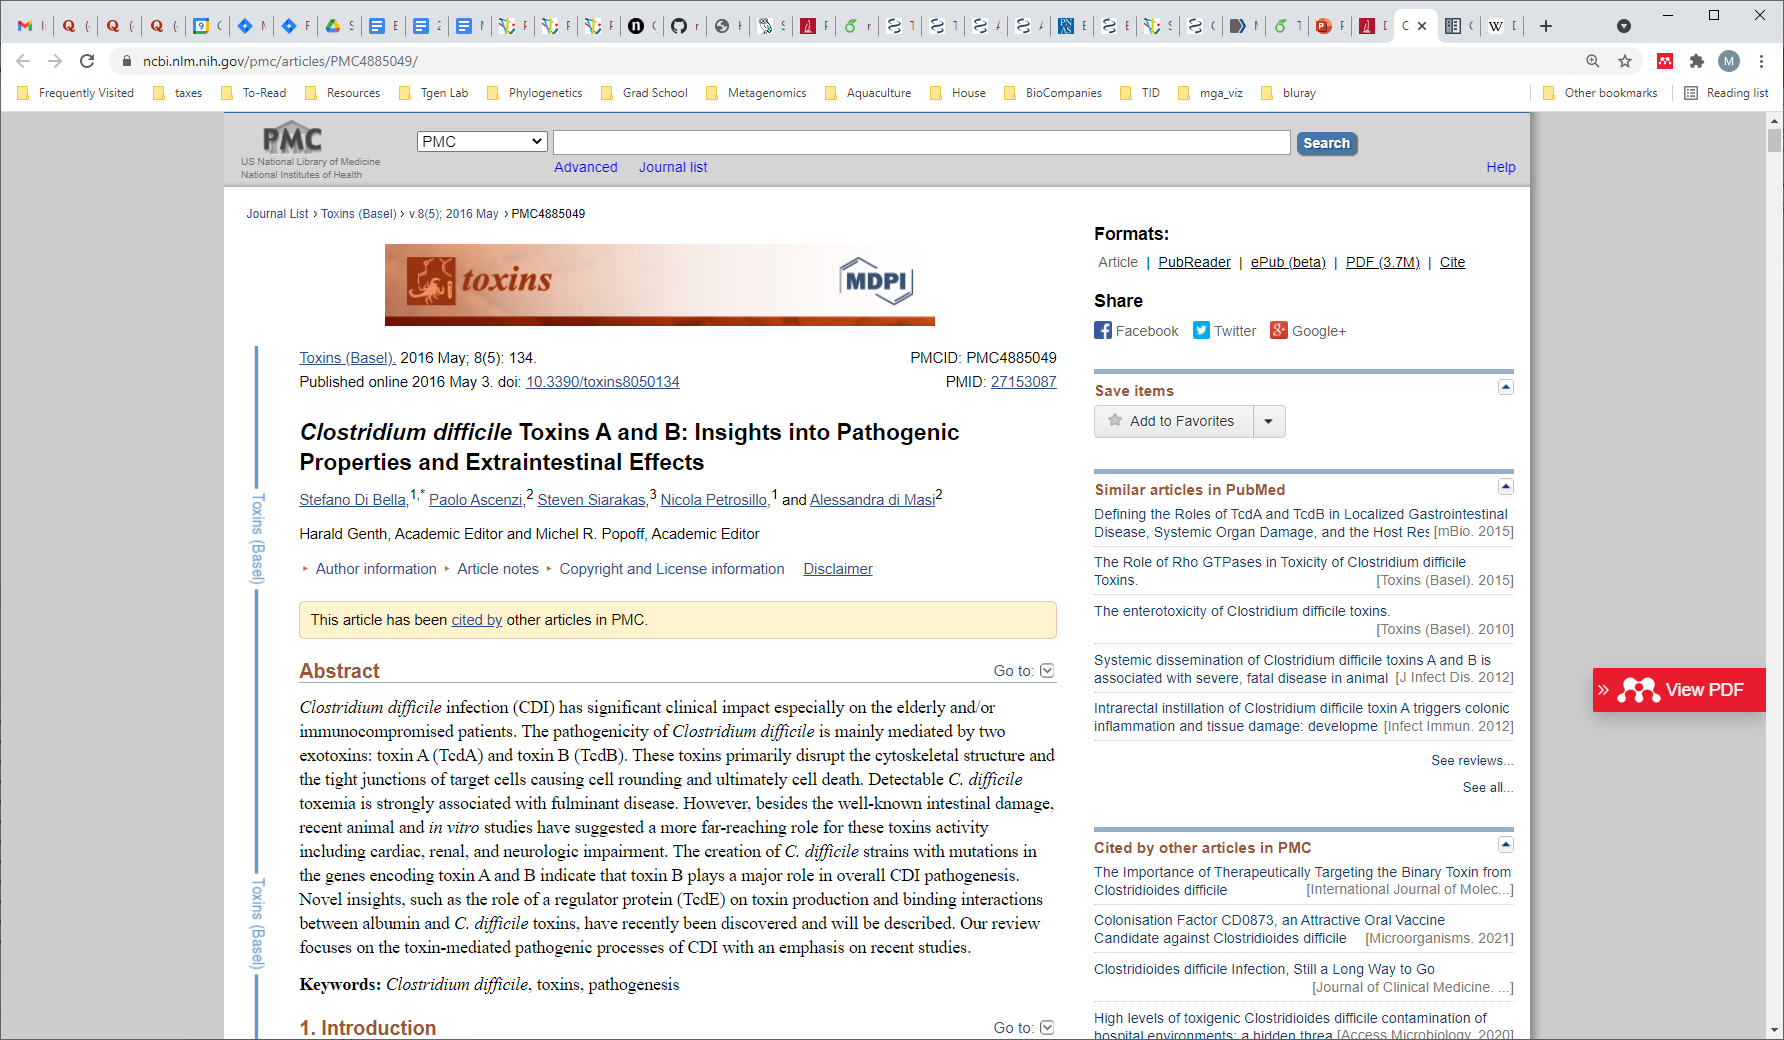 ncbi.nlm.nih.gov/pmc/articles/PMC4885049/
M
Frequently Visited
taxes
To-Read
Resources
Tgen Lab
Phylogenetics
Grad School
Metagenomics
Aquaculture
House
BioCompanies
TID
mga_viz
bluray
Other bookmarks
Reading list
PMC
US National Library of Medicine
National Institutes of Health
PMC
Search
Advanced
Journal list
Help
Journal List › Toxins (Basel) › v.8(5); 2016 May › PMC4885049
toxins
MDPI
Toxins (Basel)
Toxins (Basel)
Toxins (Basel). 2016 May; 8(5): 134.
PMCID: PMC4885049
Published online 2016 May 3. doi: 10.3390/toxins8050134
PMID: 27153087
Clostridium difficile Toxins A and B: Insights into Pathogenic
Properties and Extraintestinal Effects
Stefano Di Bella,1,* Paolo Ascenzi,2 Steven Siarakas,3 Nicola Petrosillo,1 and Alessandra di Masi2
Harald Genth, Academic Editor and Michel R. Popoff, Academic Editor
Author information
Article notes
Copyright and License information
Disclaimer
This article has been cited by other articles in PMC.
Abstract
Go to:
Clostridium difficile infection (CDI) has significant clinical impact especially on the elderly and/or
immunocompromised patients. The pathogenicity of Clostridium difficile is mainly mediated by two
exotoxins: toxin A (TcdA) and toxin B (TcdB). These toxins primarily disrupt the cytoskeletal structure and
the tight junctions of target cells causing cell rounding and ultimately cell death. Detectable C. difficile
toxemia is strongly associated with fulminant disease. However, besides the well-known intestinal damage,
recent animal and in vitro studies have suggested a more far-reaching role for these toxins activity
including cardiac, renal, and neurologic impairment. The creation of C. difficile strains with mutations in
the genes encoding toxin A and B indicate that toxin B plays a major role in overall CDI pathogenesis.
Novel insights, such as the role of a regulator protein (TcdE) on toxin production and binding interactions
between albumin and C. difficile toxins, have recently been discovered and will be described. Our review
focuses on the toxin-mediated pathogenic processes of CDI with an emphasis on recent studies.
Keywords: Clostridium difficile, toxins, pathogenesis
1. Introduction
Go to:
Formats:
Article | PubReader | ePub (beta) | PDF (3.7M) | Cite
Share
Facebook
Twitter
Google+
Save items
Add to Favorites
Similar articles in PubMed
Defining the Roles of TcdA and TcdB in Localized Gastrointestinal
Disease, Systemic Organ Damage, and the Host Res [mBio. 2015]
The Role of Rho GTPases in Toxicity of Clostridium difficile
Toxins. [Toxins (Basel). 2015]
The enterotoxicity of Clostridium difficile toxins.
[Toxins (Basel). 2010]
Systemic dissemination of Clostridium difficile toxins A and B is
associated with severe, fatal disease in animal [J Infect Dis. 2012]
Intrarectal instillation of Clostridium difficile toxin A triggers colonic
inflammation and tissue damage: developme [Infect Immun. 2012]
See reviews...
See all...
Cited by other articles in PMC
The Importance of Therapeutically Targeting the Binary Toxin from
Clostridioides difficile [International Journal of Molec...]
Colonisation Factor CD0873, an Attractive Oral Vaccine
Candidate against Clostridioides difficile [Microorganisms. 2021]
Clostridioides difficile Infection, Still a Long Way to Go
[Journal of Clinical Medicine. ...]
High levels of toxigenic Clostridioides difficile contamination of
hospital environments: a hidden threa [Access Microbiology. 2020]
View PDF